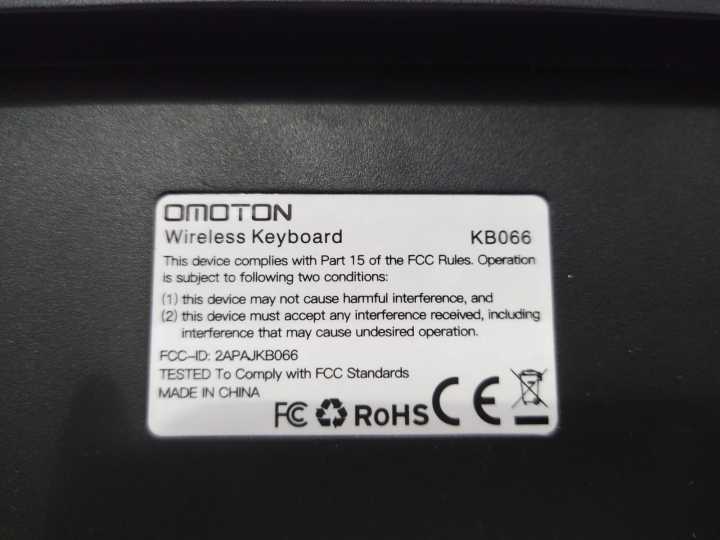 OMOTON
Wireless Keyboard KB066
This device complies with Part 15 of the FCC Rules. Operation
is subject to following two conditions:
(1) this device may not cause harmful interference, and
(2) this device must accept any interference received, including
interference that may cause undesired operation.
FCC-ID: 2APAJKB066
TESTED To Comply with FCC Standards
MADE IN CHINA
FC RoHS CE